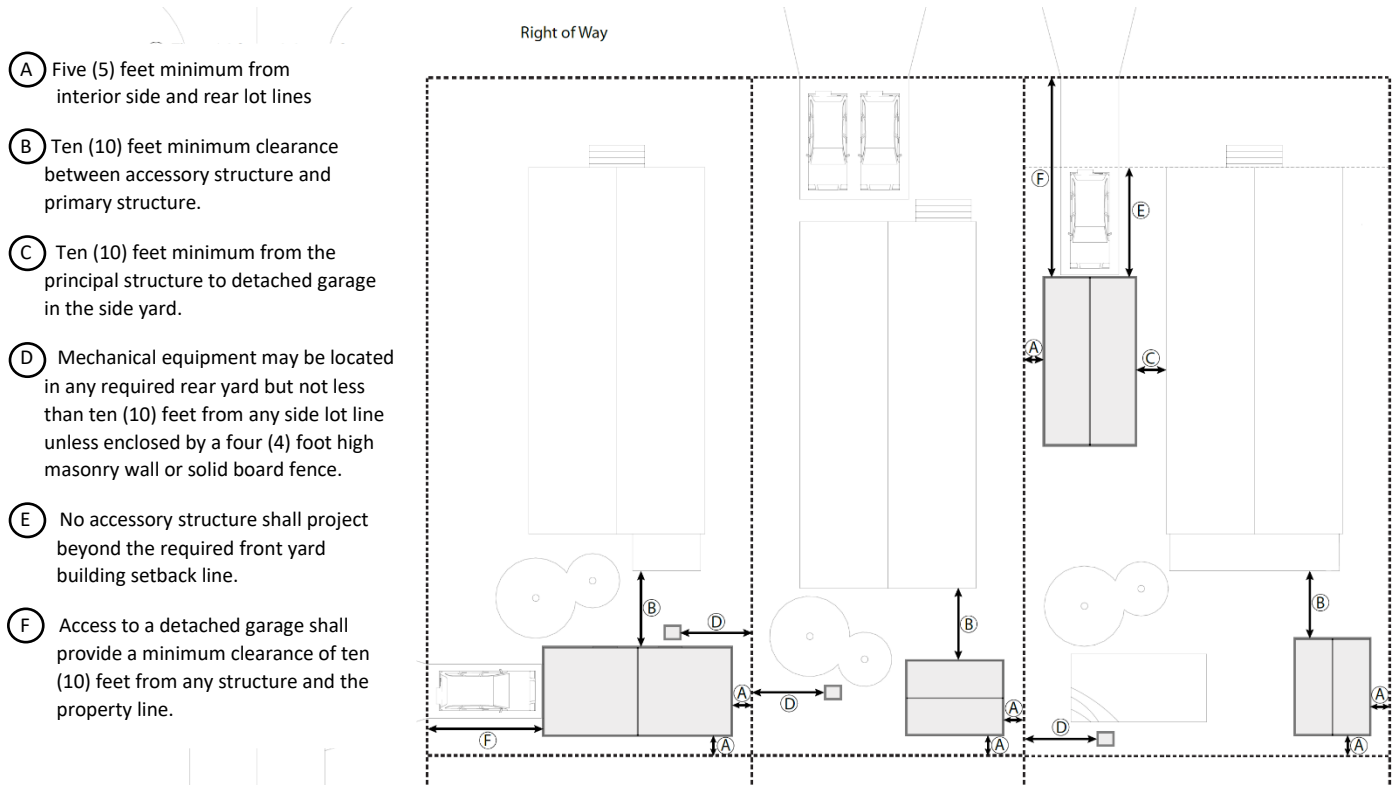 Right of Way
A Five (5) feet minimum from
interior side and rear lot lines
B Ten (10) feet minimum clearance
between accessory structure and
primary structure.
C Ten (10) feet minimum from the
principal structure to detached garage
in the side yard.
D Mechanical equipment may be located
in any required rear yard but not less
than ten (10) feet from any side lot line
unless enclosed by a four (4) foot high
masonry wall or solid board fence.
E No accessory structure shall project
beyond the required front yard
building setback line.
F Access to a detached garage shall
provide a minimum clearance of ten
(10) feet from any structure and the
property line.
F
E
A
C
B
D
A
F
A
B
D
A
A
B
D
A
A